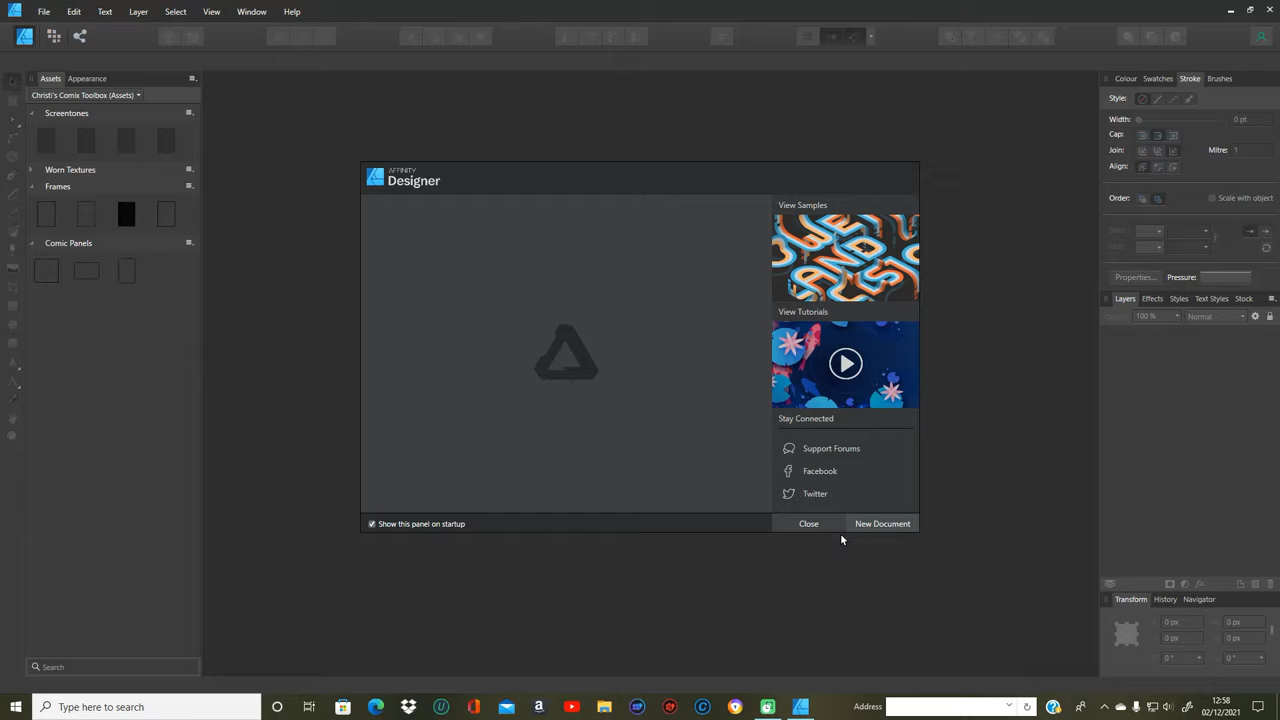 File Edit Text Layer Select View Window Help
Assets Appearance
Christi's Comix Toolbox (Assets)
Screentones
Worn Textures
Frames
Comic Panels
Search
AFFINITY
Designer
View Samples
View Tutorials
Stay Connected
Support Forums
Facebook
Twitter
Show this panel on startup
Close New Document
Colour Swatches Stroke Brushes
Style:
Width: 0 pt
Cap:
Join: Mitre: 1
Align:
Order: Scale with object
Properties... Pressure:
Layers Effects Styles Text Styles Stock
100 % Normal
Transform History Navigator
0 px 0 px
0 px 0 px
0 ° 0 °
Type here to search
Address
12:58
02/12/2021